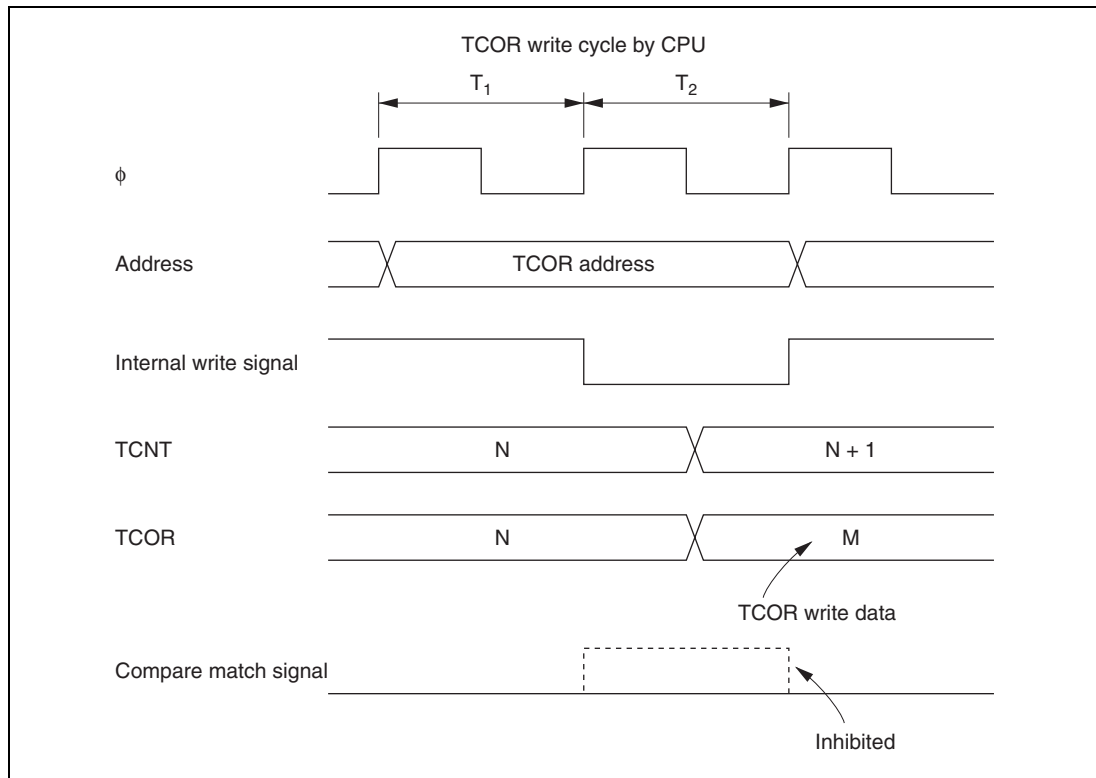 TCOR write cycle by CPU
T1 T2
ϕ
Address TCOR address
Internal write signal
TCNT N N + 1
TCOR N M
TCOR write data
Compare match signal
Inhibited